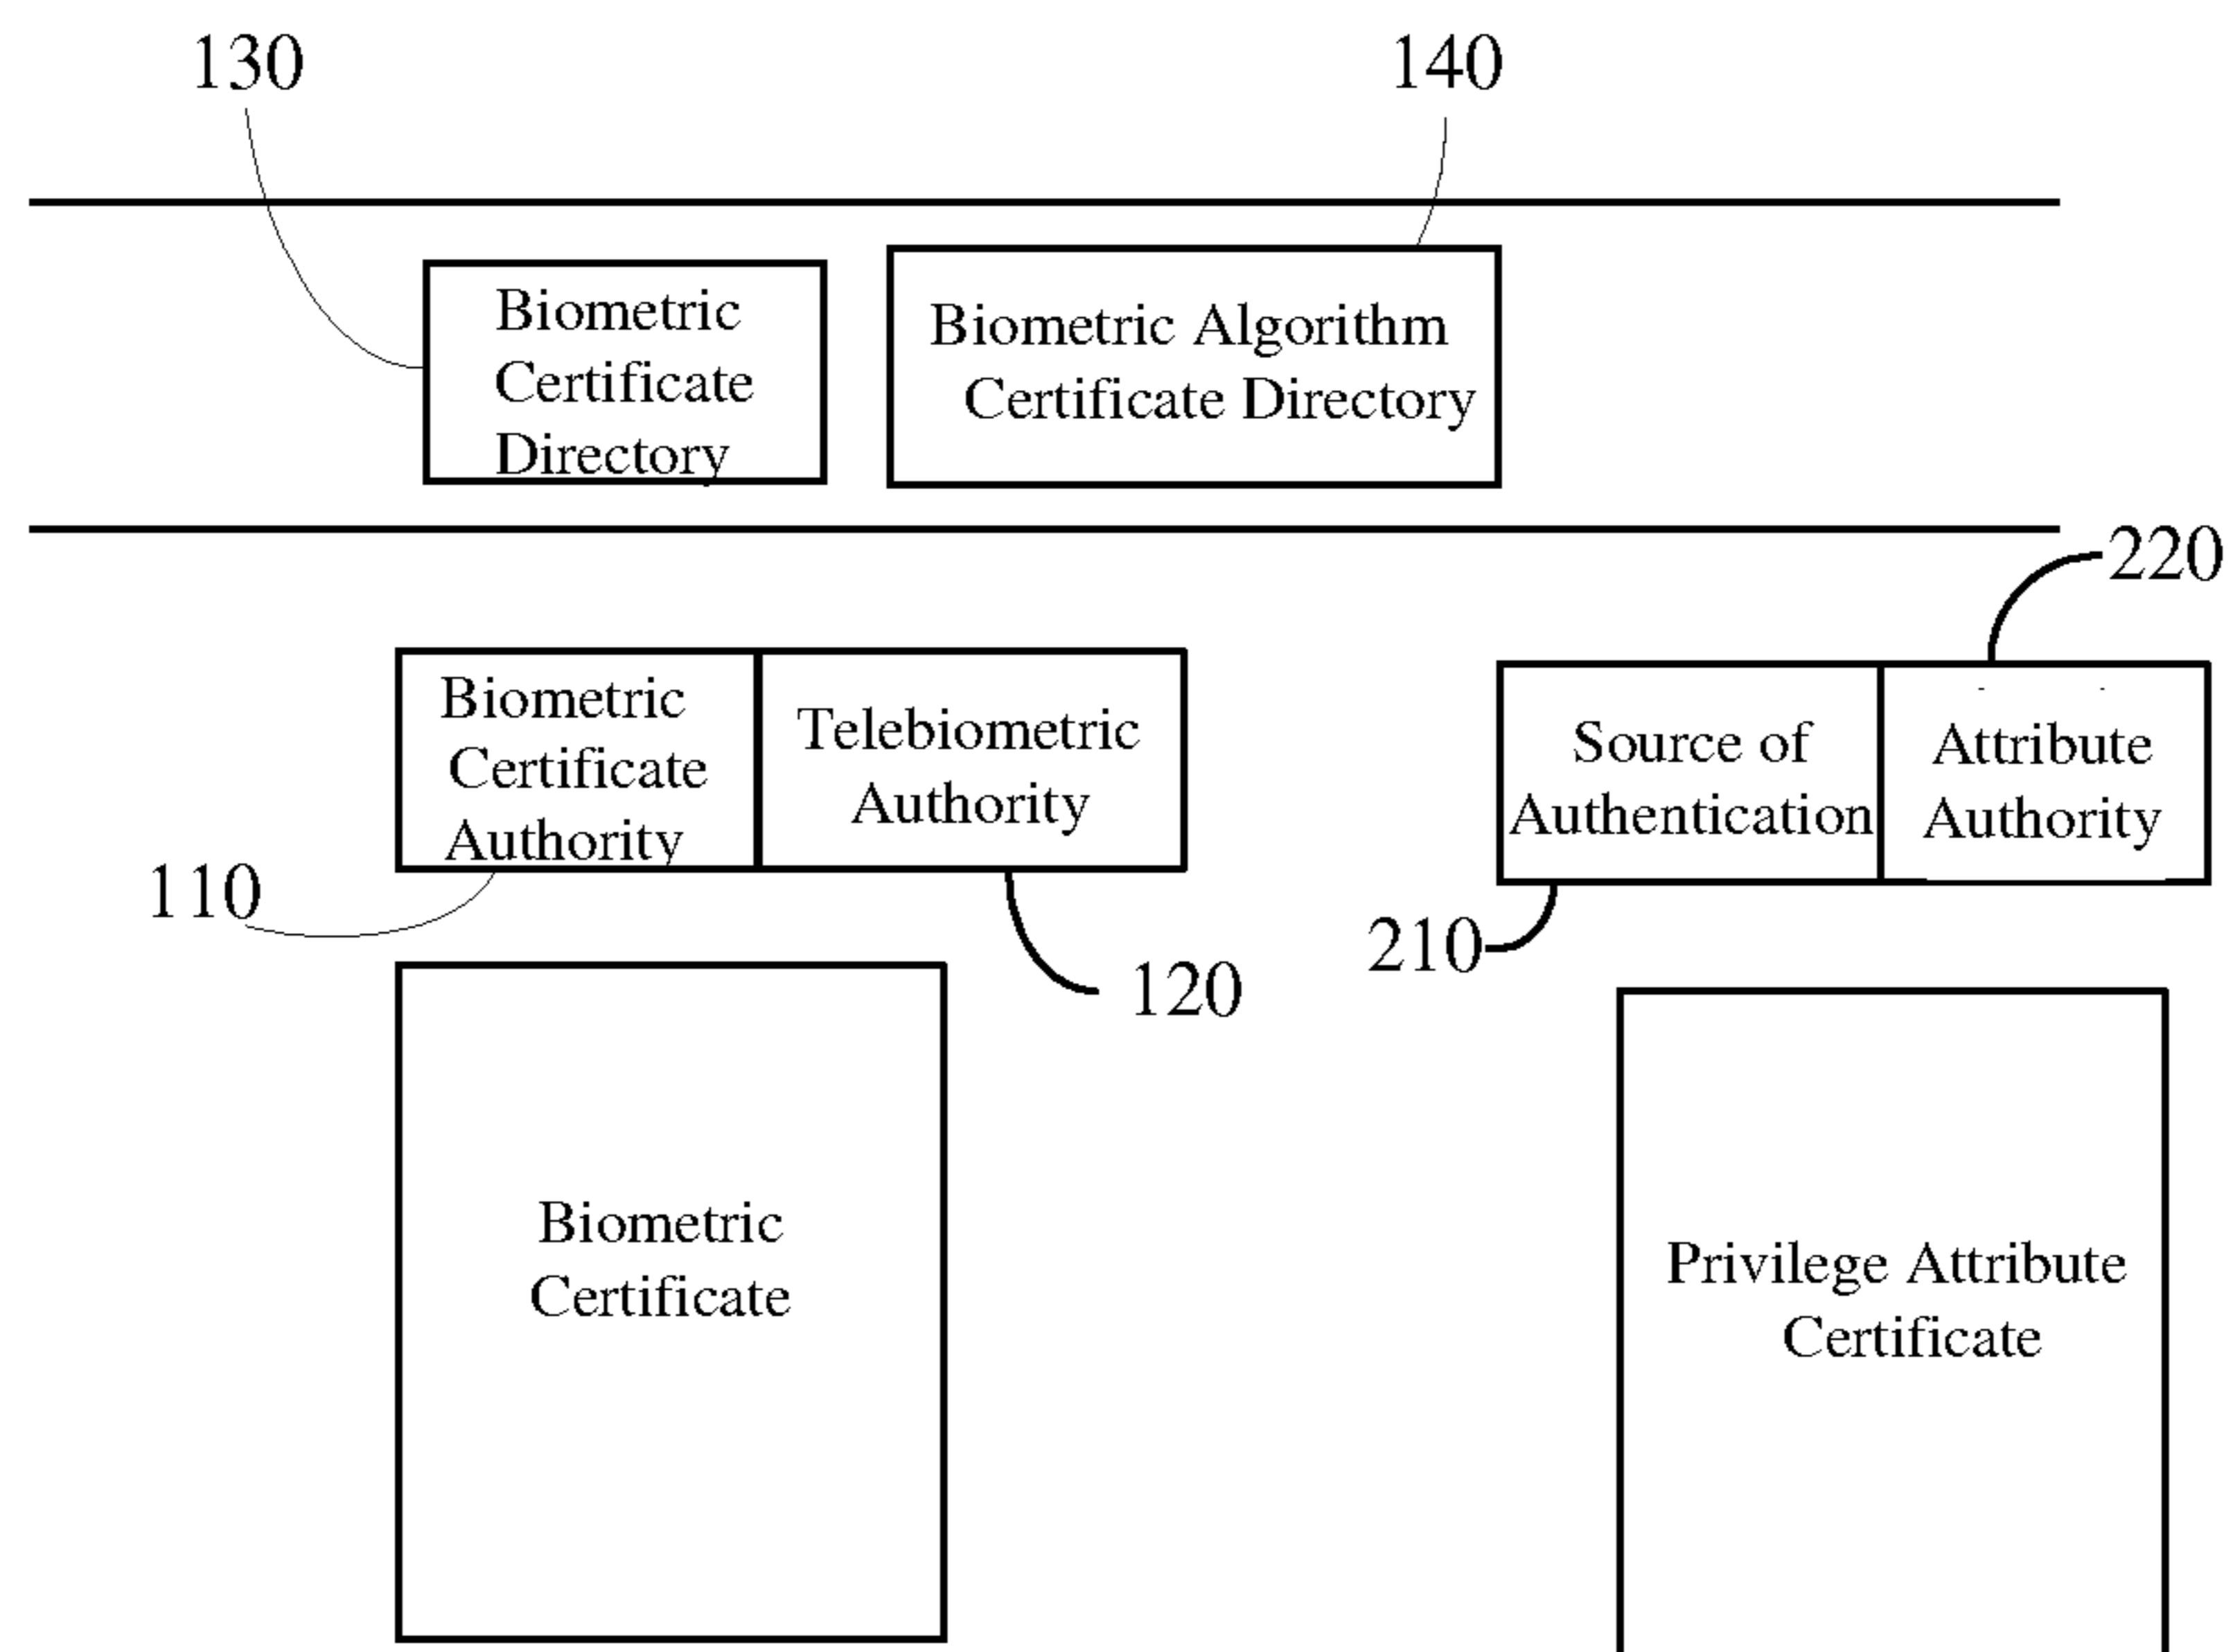 130
140
Biometric
Certificate
Directory
Biometric Algorithm
Certificate Directory
220
Biometric
Certificate
Authority
Telebiometric
Authority
Source of
Authentication
Attribute
Authority
110
120
210
Biometric
Certificate
Privilege Attribute
Certificate